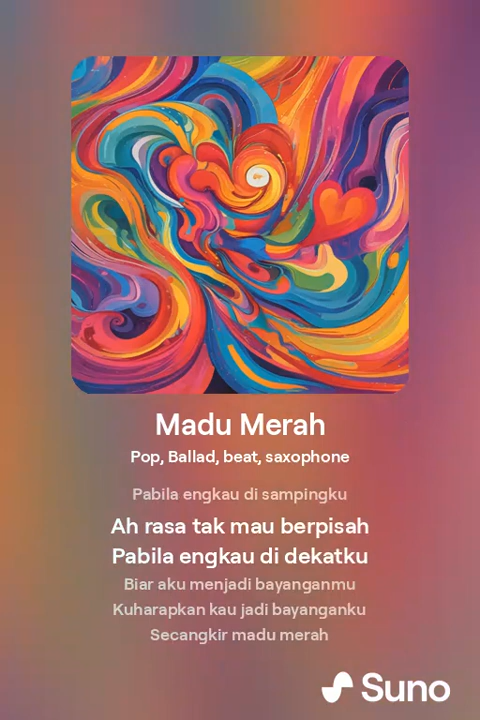 Madu Merah
Pop, Ballad, beat, saxophone
Pabila engkau di sampingku
Ah rasa tak mau berpisah
Pabila engkau di dekatku
Biar aku menjadi bayanganmu
Kuharapkan kau jadi bayanganku
Secangkir madu merah
Suno